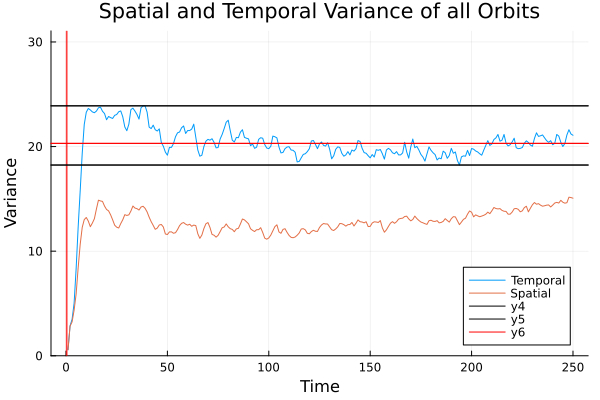 Spatial and Temporal Variance of all Orbits
30
20
10
0
Variance
0 50 100 150 200 250
Time
Temporal
Spatial
y4
y5
y6